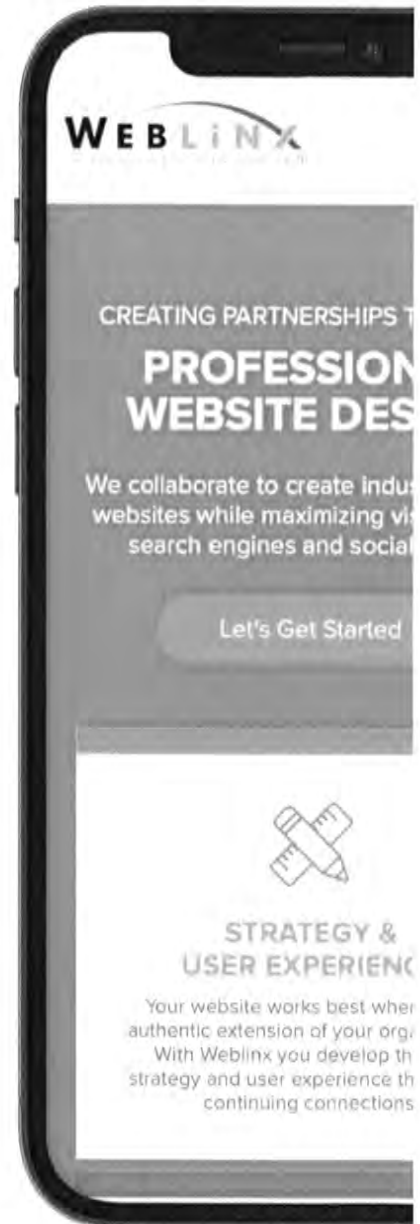 WEBLiNX
CREATING PARTNERSHIPS T
PROFESSION
WEBSITE DES
We collaborate to create indus
websites while maximizing vis
search engines and social
Let's Get Started
STRATEGY &
USER EXPERIENC
Your website works best when
authentic extension of your orga
With Weblinx you develop th
strategy and user experience th
continuing connections